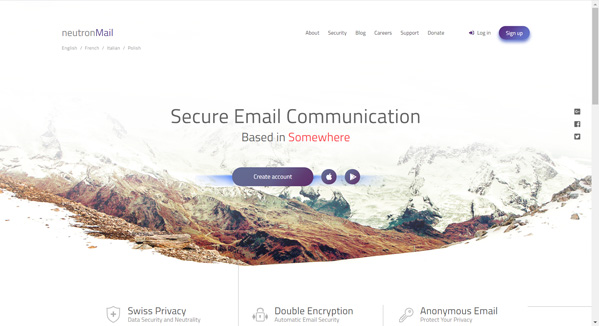 neutronMail
About Security Blog Careers Support Donate Log in Sign up
English / French / Italian / Polish
Secure Email Communication
Based in Somewhere
Create account
Swiss Privacy
Data Security and Neutrality
Double Encryption
Automatic Email Security
Anonymous Email
Protect Your Privacy